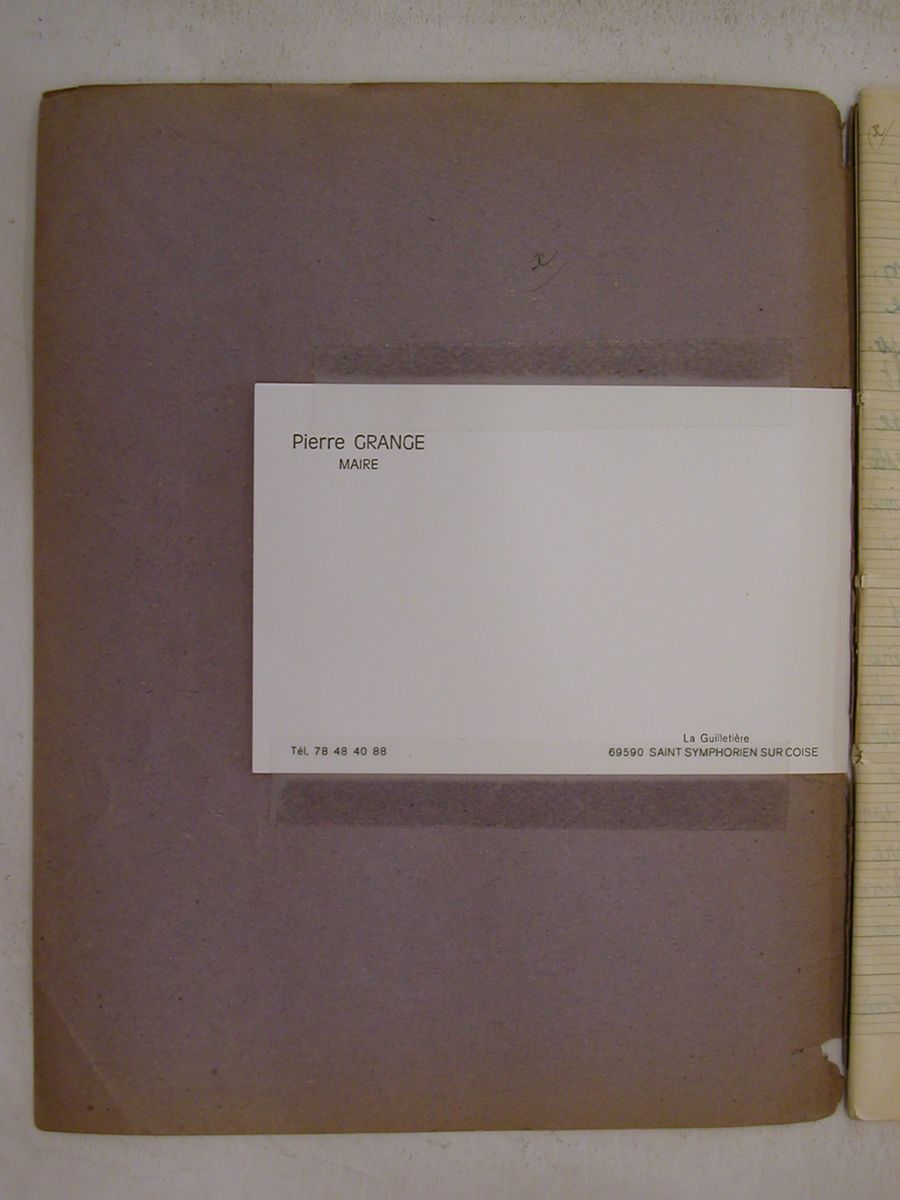 x
Pierre GRANGE
MAIRE
Tél. 78 48 40 88
La Guilletière
69590 SAINT SYMPHORIEN SUR COISE